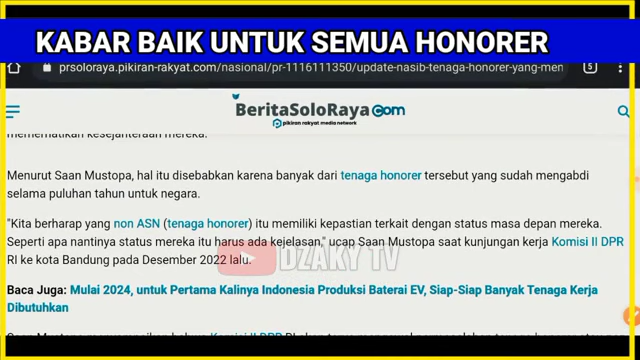 KABAR BAIK UNTUK SEMUA HONORER
prsoloraya.pikiran-rakyat.com/nasional/pr-1116111350/update-nasib-tenaga-honorer-yang-men
5
BeritaSoloRaya.com
pikiran rakyat media network
kesejahteraan mereka.
Menurut Saan Mustopa, hal itu disebabkan karena banyak dari tenaga honorer tersebut yang sudah mengabdi
selama puluhan tahun untuk negara.
"Kita berharap yang non ASN (tenaga honorer) itu memiliki kepastian terkait dengan status masa depan mereka.
Seperti apa nantinya status mereka itu harus ada kejelasan," ucap Saan Mustopa saat kunjungan kerja Komisi II DPR
RI ke kota Bandung pada Desember 2022 lalu.
DZAKY TV
Baca Juga: Mulai 2024, untuk Pertama Kalinya Indonesia Produksi Baterai EV, Siap-Siap Banyak Tenaga Kerja
Dibutuhkan